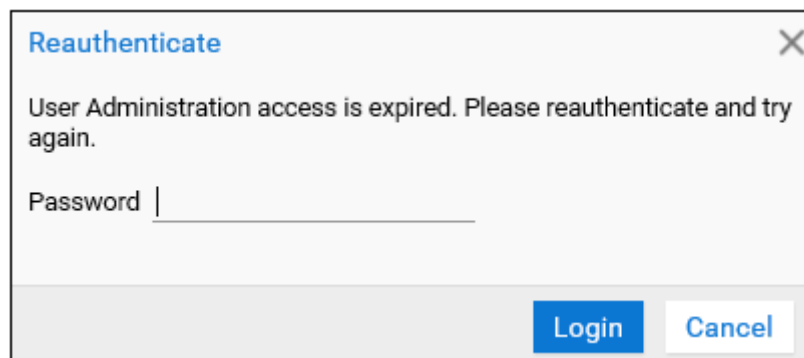 Reauthenticate
User Administration access is expired. Please reauthenticate and try
again.
Password
Login Cancel